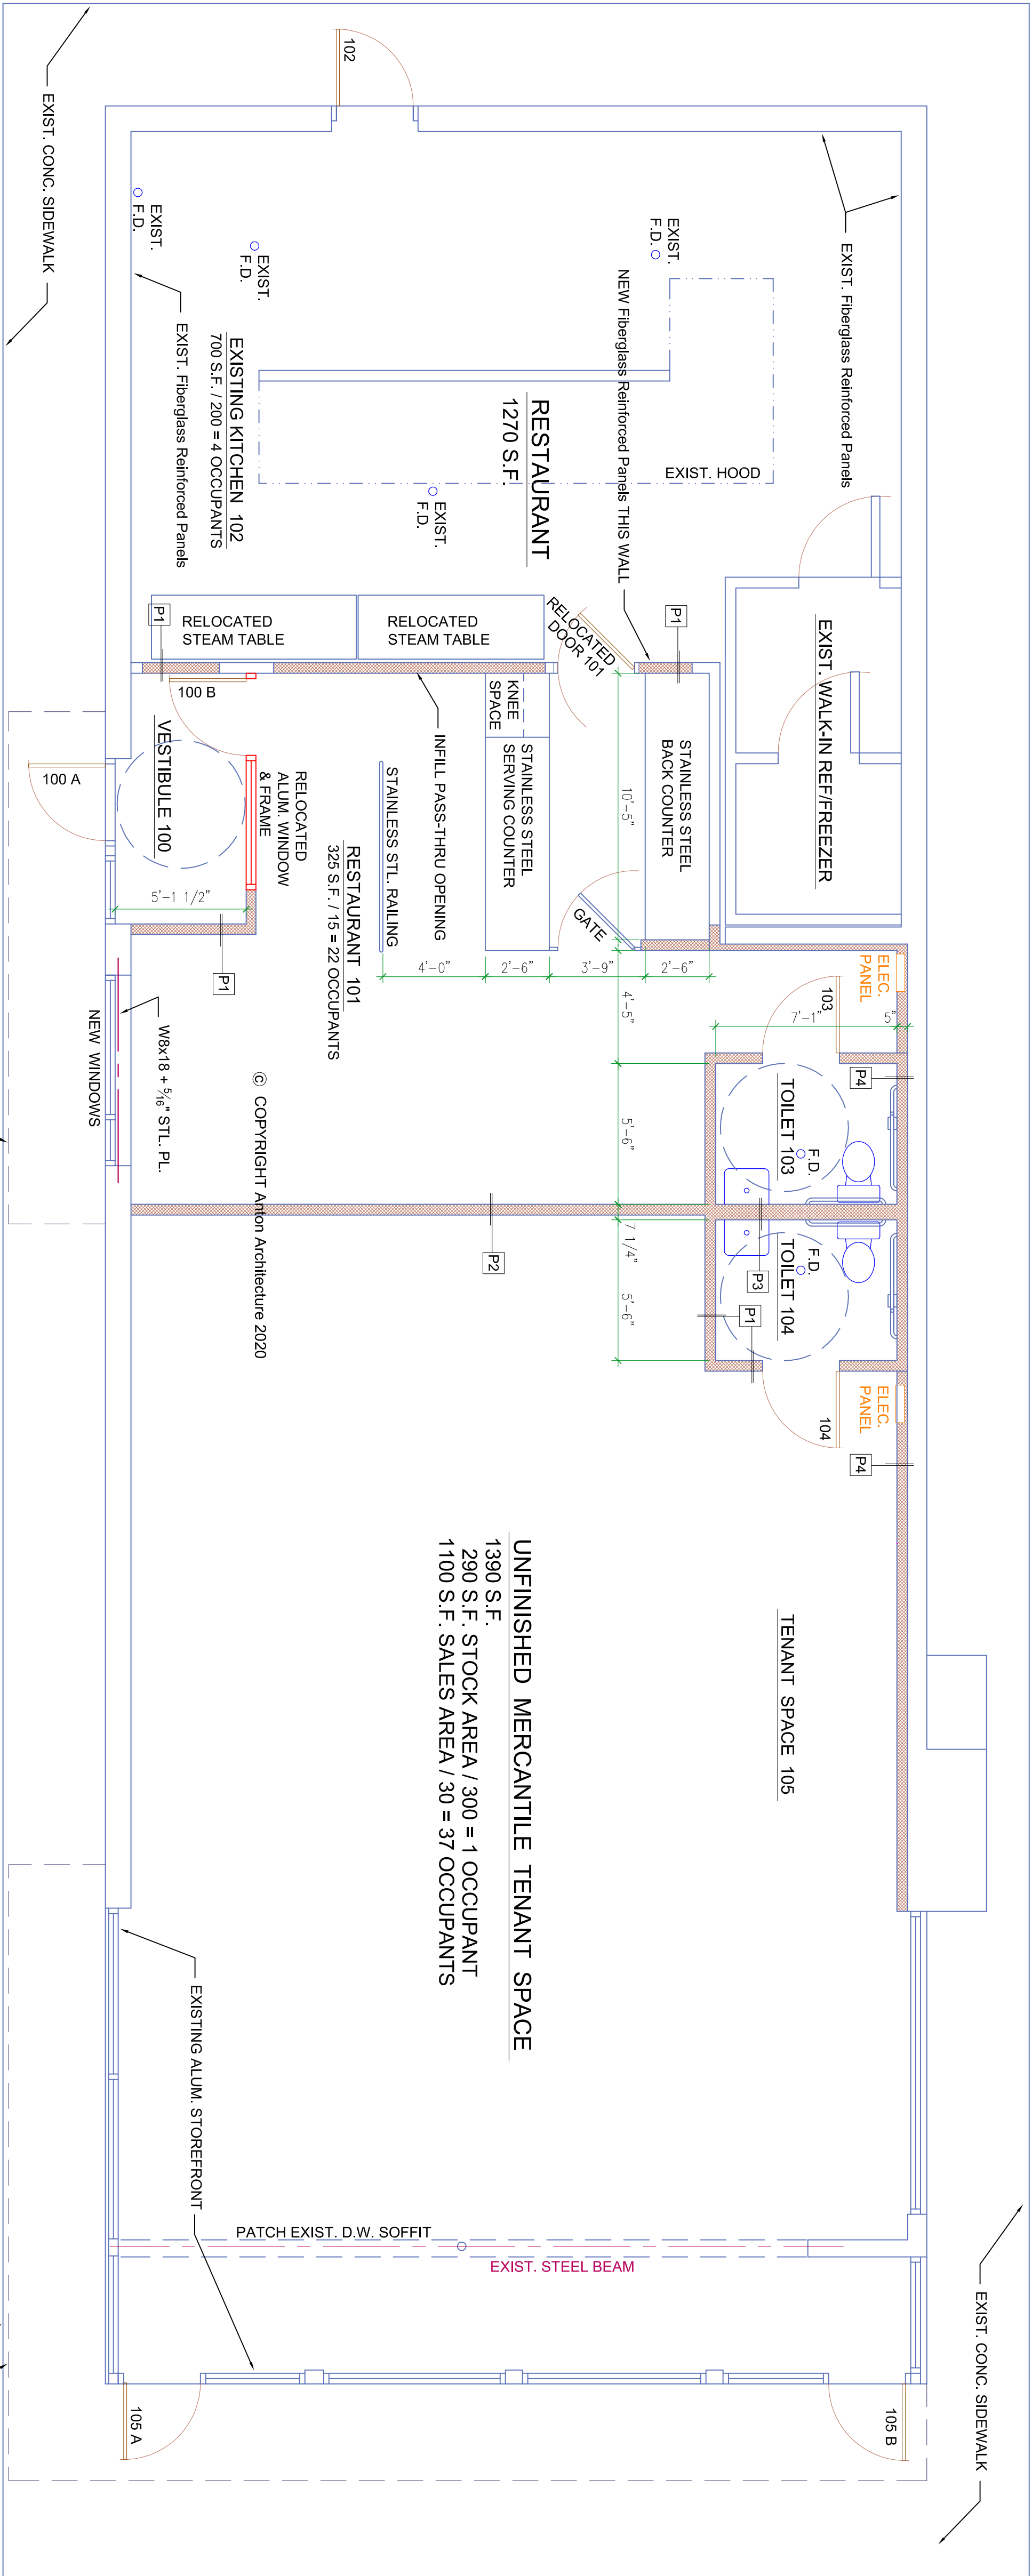 102
EXIST. CONC. SIDEWALK
EXIST. Fiberglass Reinforced Panels
EXIST.
F.D.
EXIST.
F.D.
EXIST.
F.D.
EXIST.
F.D.
EXIST. Fiberglass Reinforced Panels
NEW Fiberglass Reinforced Panels THIS WALL
EXISTING KITCHEN 102
700 S.F. / 200 = 4 OCCUPANTS
RESTAURANT
1270 S.F.
EXIST. HOOD
EXIST. WALK-IN REF/FREEZER
RELOCATED
STEAM TABLE
RELOCATED
STEAM TABLE
RELOCATED
DOOR 101
P1
P1
100 B
100 A
VESTIBULE 100
5'-1 1/2"
RELOCATED
ALUM. WINDOW
& FRAME
INFILL PASS-THRU OPENING
STAINLESS STL. RAILING
KNEE
SPACE
STAINLESS STEEL
SERVING COUNTER
STAINLESS STEEL
BACK COUNTER
10'-5"
GATE
RESTAURANT 101
325 S.F. / 15 = 22 OCCUPANTS
4'-0"
2'-6"
3'-9"
2'-6"
P1
4'-5"
ELEC.
PANEL
103
7'-1"
5"
P4
NEW WINDOWS
W8x18 + 5/16" STL. PL.
© COPYRIGHT Anton Architecture 2020
5'-6"
TOILET 103
F.D.
7 1/4"
P2
P3
5'-6"
TOILET 104
F.D.
P1
104
ELEC.
PANEL
P4
UNFINISHED MERCANTILE TENANT SPACE
1390 S.F.
290 S.F. STOCK AREA / 300 = 1 OCCUPANT
1100 S.F. SALES AREA / 30 = 37 OCCUPANTS
TENANT SPACE 105
EXISTING ALUM. STOREFRONT
PATCH EXIST. D.W. SOFFIT
EXIST. STEEL BEAM
105 A
105 B
EXIST. CONC. SIDEWALK